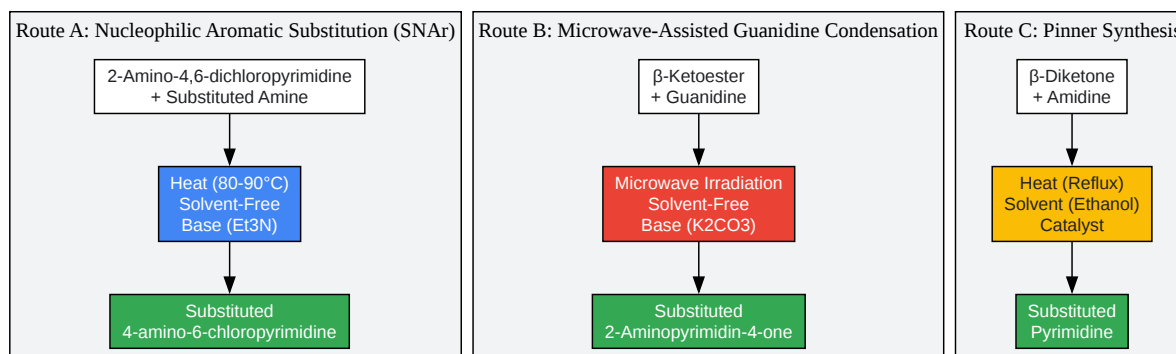 Route A: Nucleophilic Aromatic Substitution (SNAr)
2-Amino-4,6-dichloropyrimidine
+ Substituted Amine
Heat (80-90°C)
Solvent-Free
Base (Et3N)
Substituted
4-amino-6-chloropyrimidine
Route B: Microwave-Assisted Guanidine Condensation
β-Ketoester
+ Guanidine
Microwave Irradiation
Solvent-Free
Base (K2CO3)
Substituted
2-Aminopyrimidin-4-one
Route C: Pinner Synthesis
β-Diketone
+ Amidine
Heat (Reflux)
Solvent (Ethanol)
Catalyst
Substituted
Pyrimidine